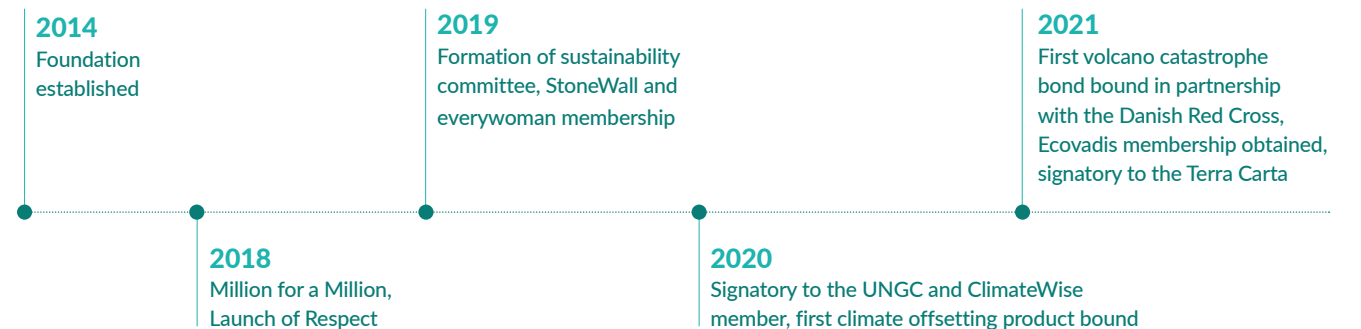 2014
Foundation
established
2018
Million for a Million,
Launch of Respect
2019
Formation of sustainability
committee, StoneWall and
everywoman membership
2020
Signatory to the UNGC and ClimateWise
member, first climate offsetting product bound
2021
First volcano catastrophe
bond bound in partnership
with the Danish Red Cross,
Ecovadis membership obtained,
signatory to the Terra Carta